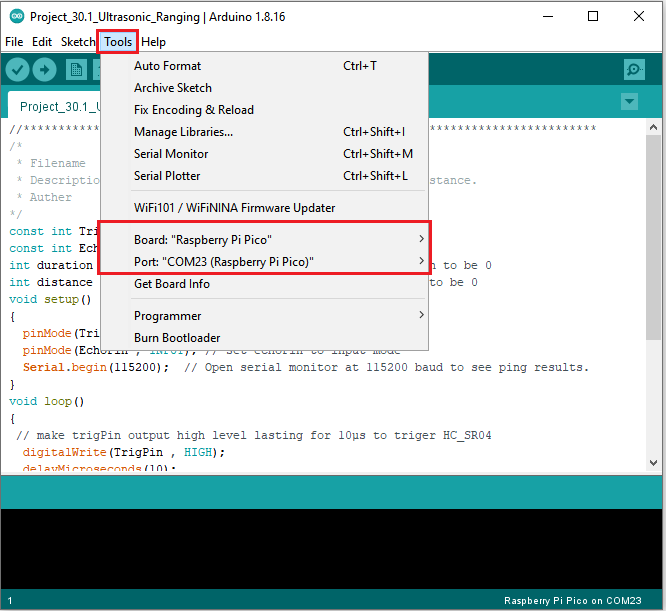 Project_30.1_Ultrasonic_Ranging | Arduino 1.8.16
File Edit Sketch Tools Help
Auto Format Ctrl+T
Archive Sketch
Fix Encoding & Reload
Manage Libraries... Ctrl+Shift+I
Serial Monitor Ctrl+Shift+M
Serial Plotter Ctrl+Shift+L
WiFi101 / WiFiNINA Firmware Updater
Board: "Raspberry Pi Pico"
Port: "COM23 (Raspberry Pi Pico)"
Get Board Info
Programmer
Burn Bootloader
Project_30.1_U
//*********** ************************
/*
* Filename
* Descriptio stance.
* Auther
*/
const int Tri
const int Ech
int duration n to be 0
int distance to be 0
void setup()
{
pinMode(Tri
pinMode(EchoPin , INPUT); // set echoPin to input mode
Serial.begin(115200); // Open serial monitor at 115200 baud to see ping results.
}
void loop()
{
// make trigPin output high level lasting for 10μs to triger HC_SR04
digitalWrite(TrigPin , HIGH);
delayMicroseconds(10);
1 Raspberry Pi Pico on COM23